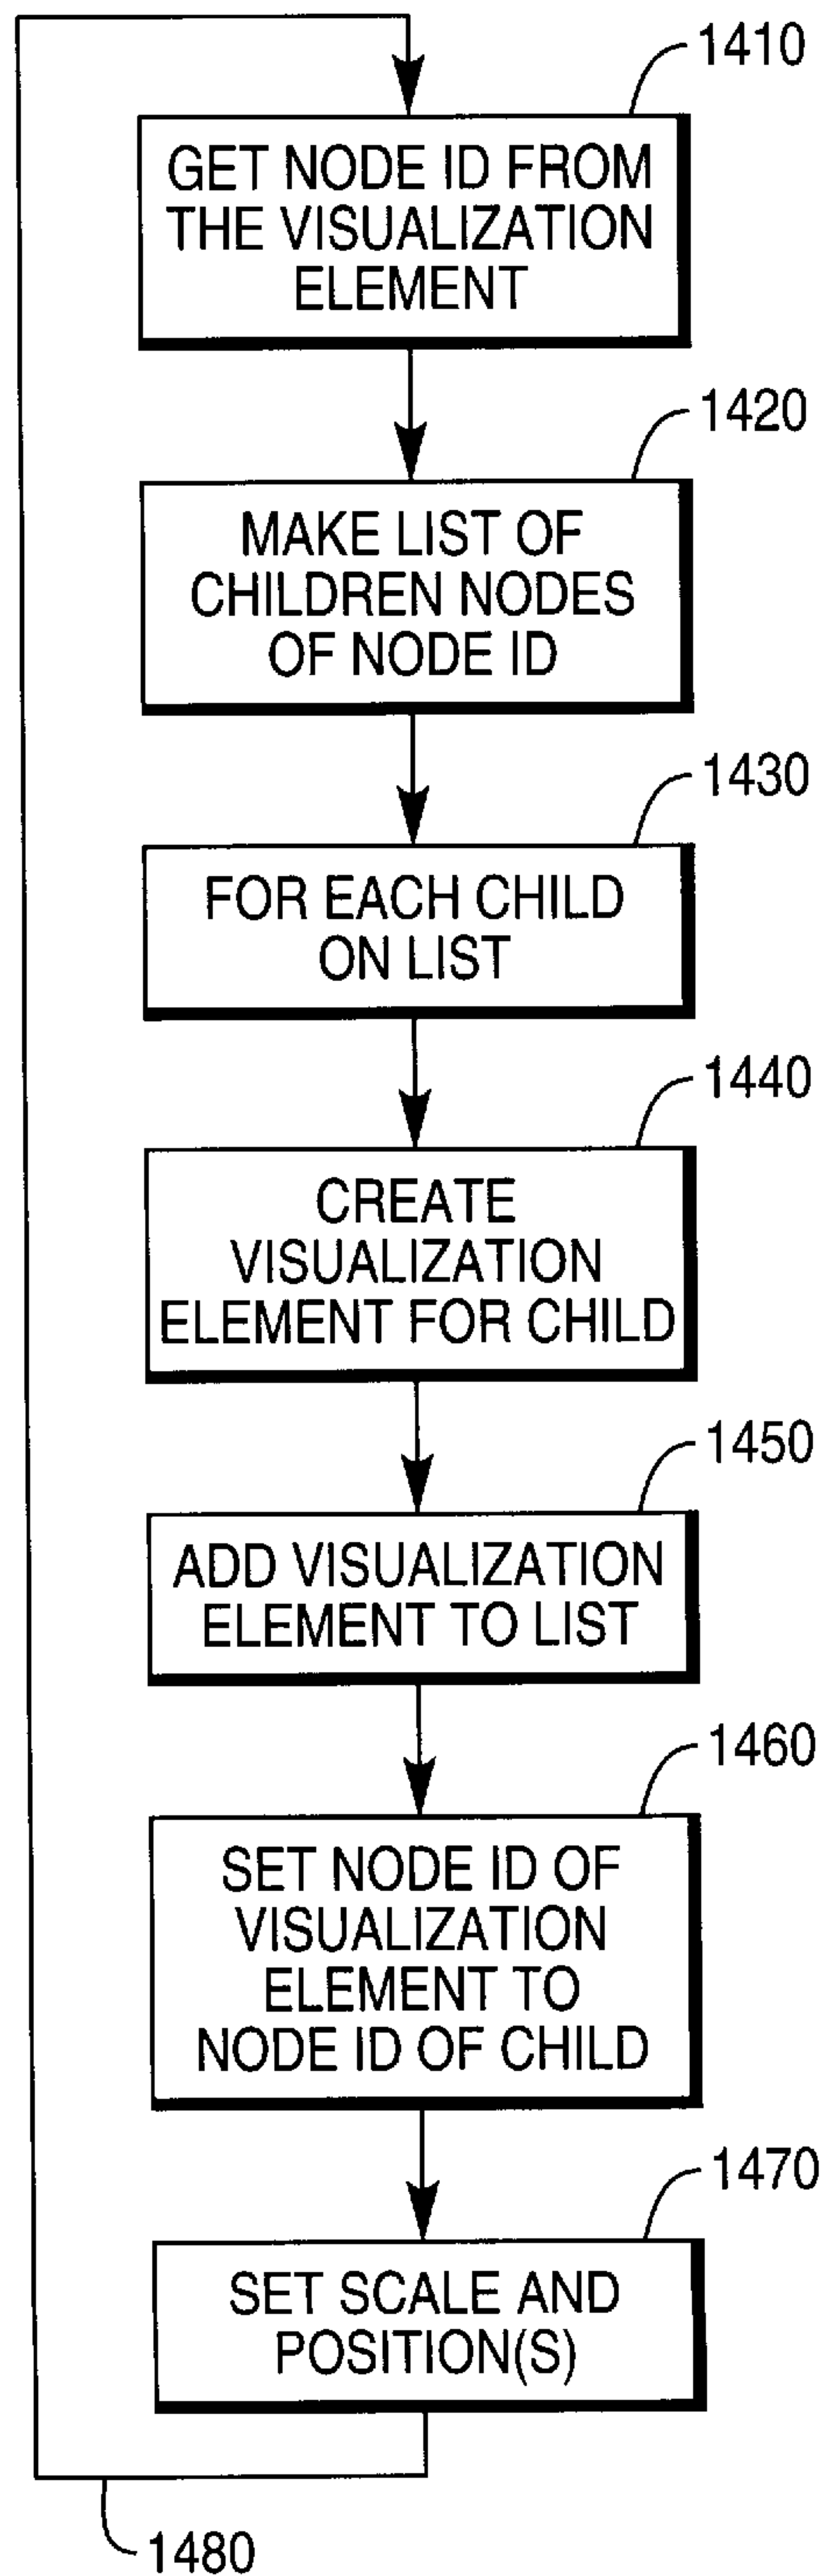 1410
GET NODE ID FROM
THE VISUALIZATION
ELEMENT
1420
MAKE LIST OF
CHILDREN NODES
OF NODE ID
1430
FOR EACH CHILD
ON LIST
1440
CREATE
VISUALIZATION
ELEMENT FOR CHILD
1450
ADD VISUALIZATION
ELEMENT TO LIST
1460
SET NODE ID OF
VISUALIZATION
ELEMENT TO
NODE ID OF CHILD
1470
SET SCALE AND
POSITION(S)
1480